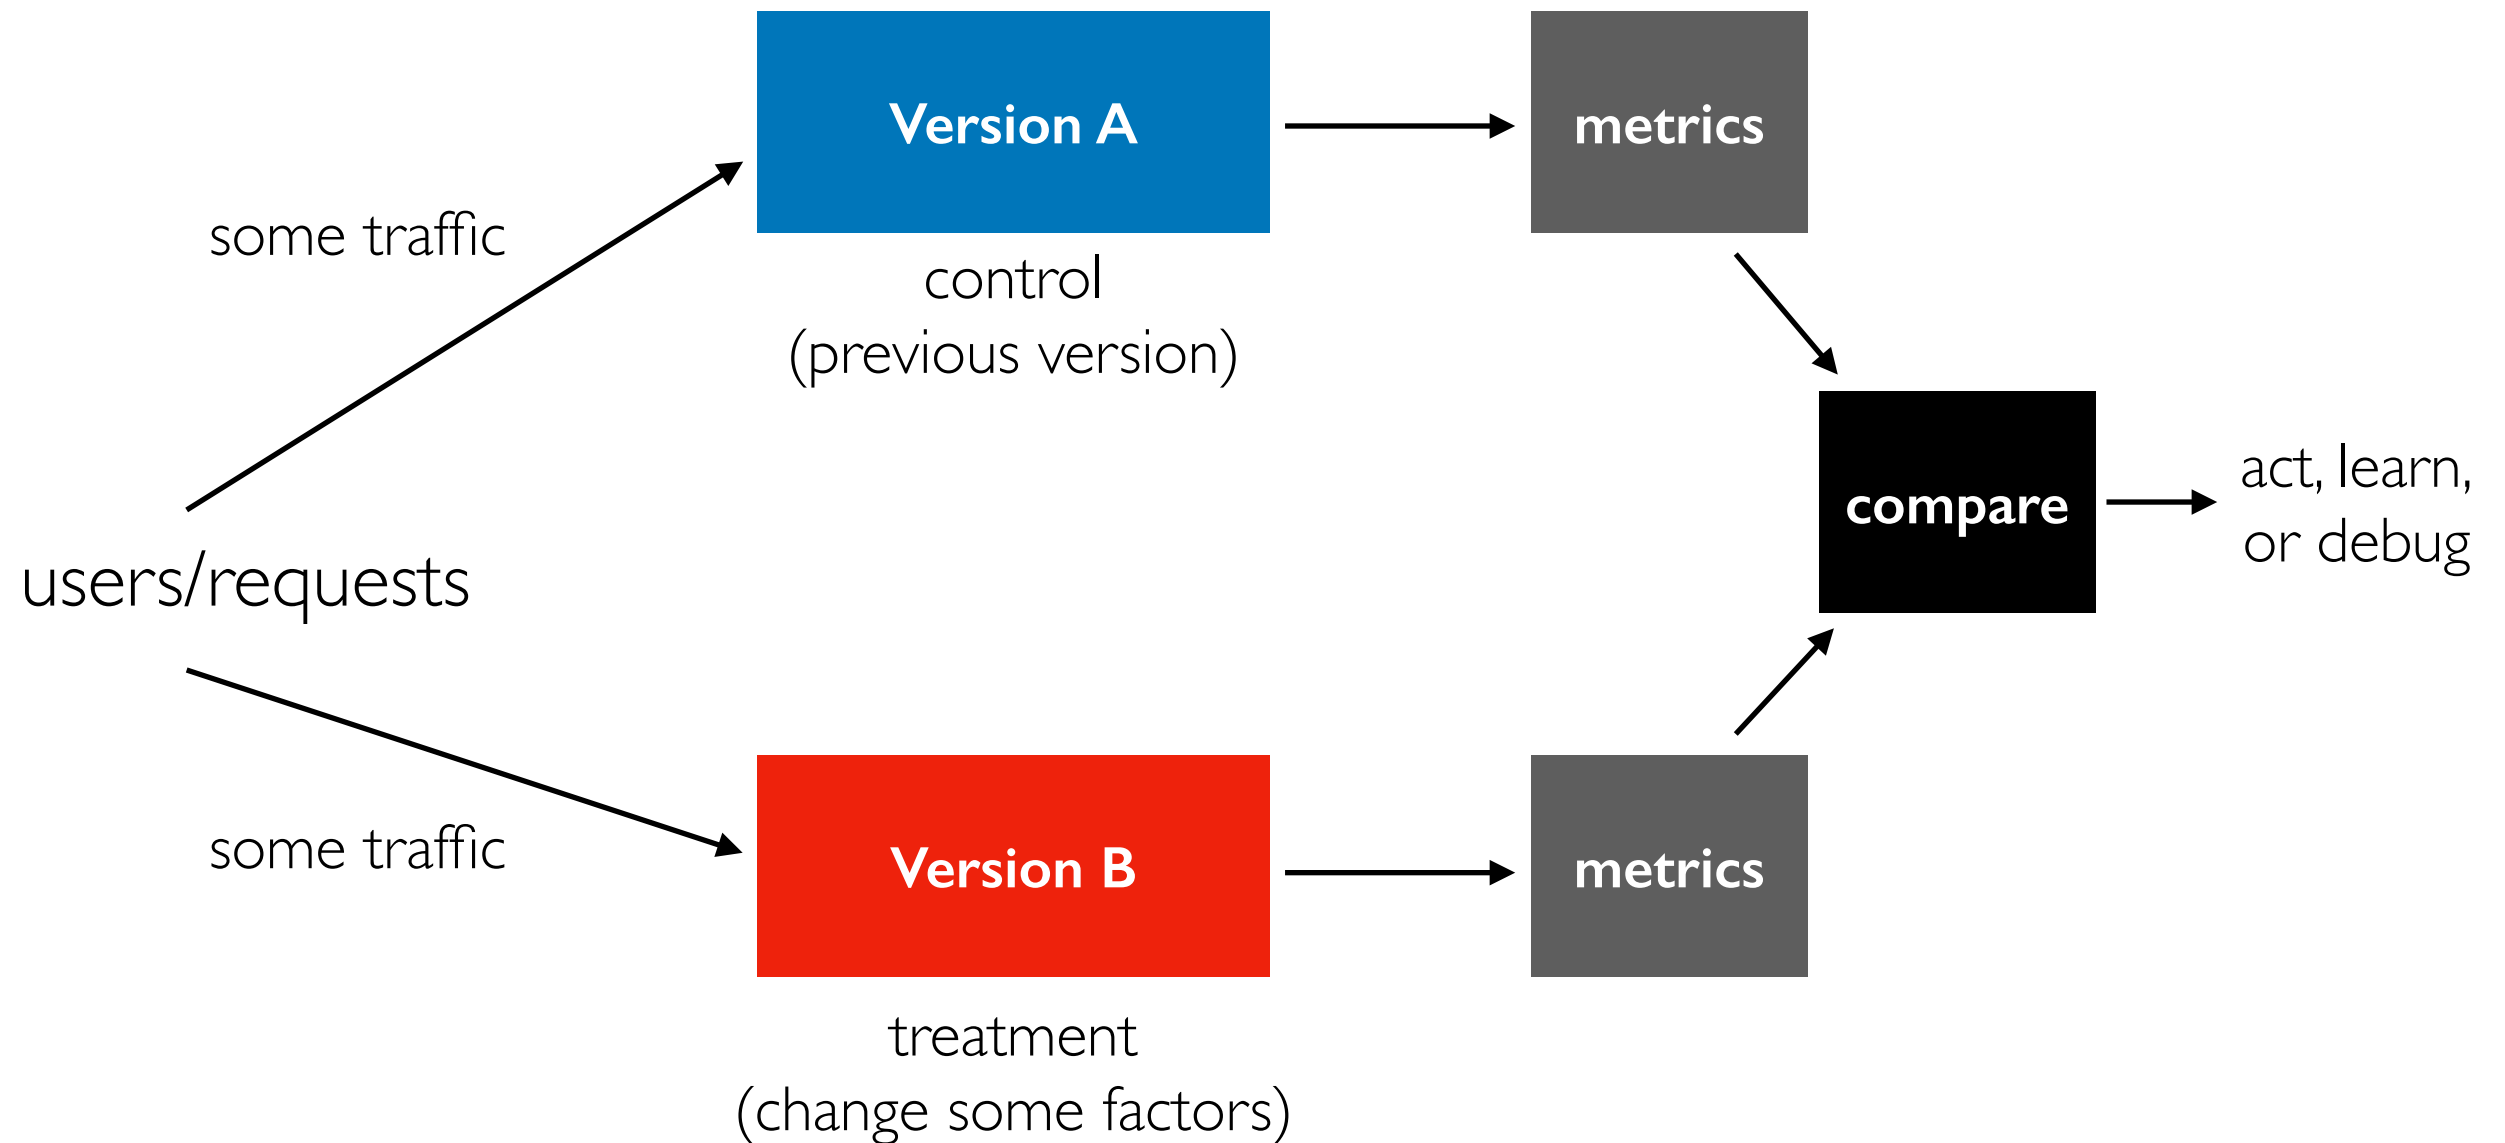 some traffic
Version A
metrics
control
(previous version)
users/requests
compare
act, learn,
or debug
some traffic
Version B
metrics
treatment
(change some factors)